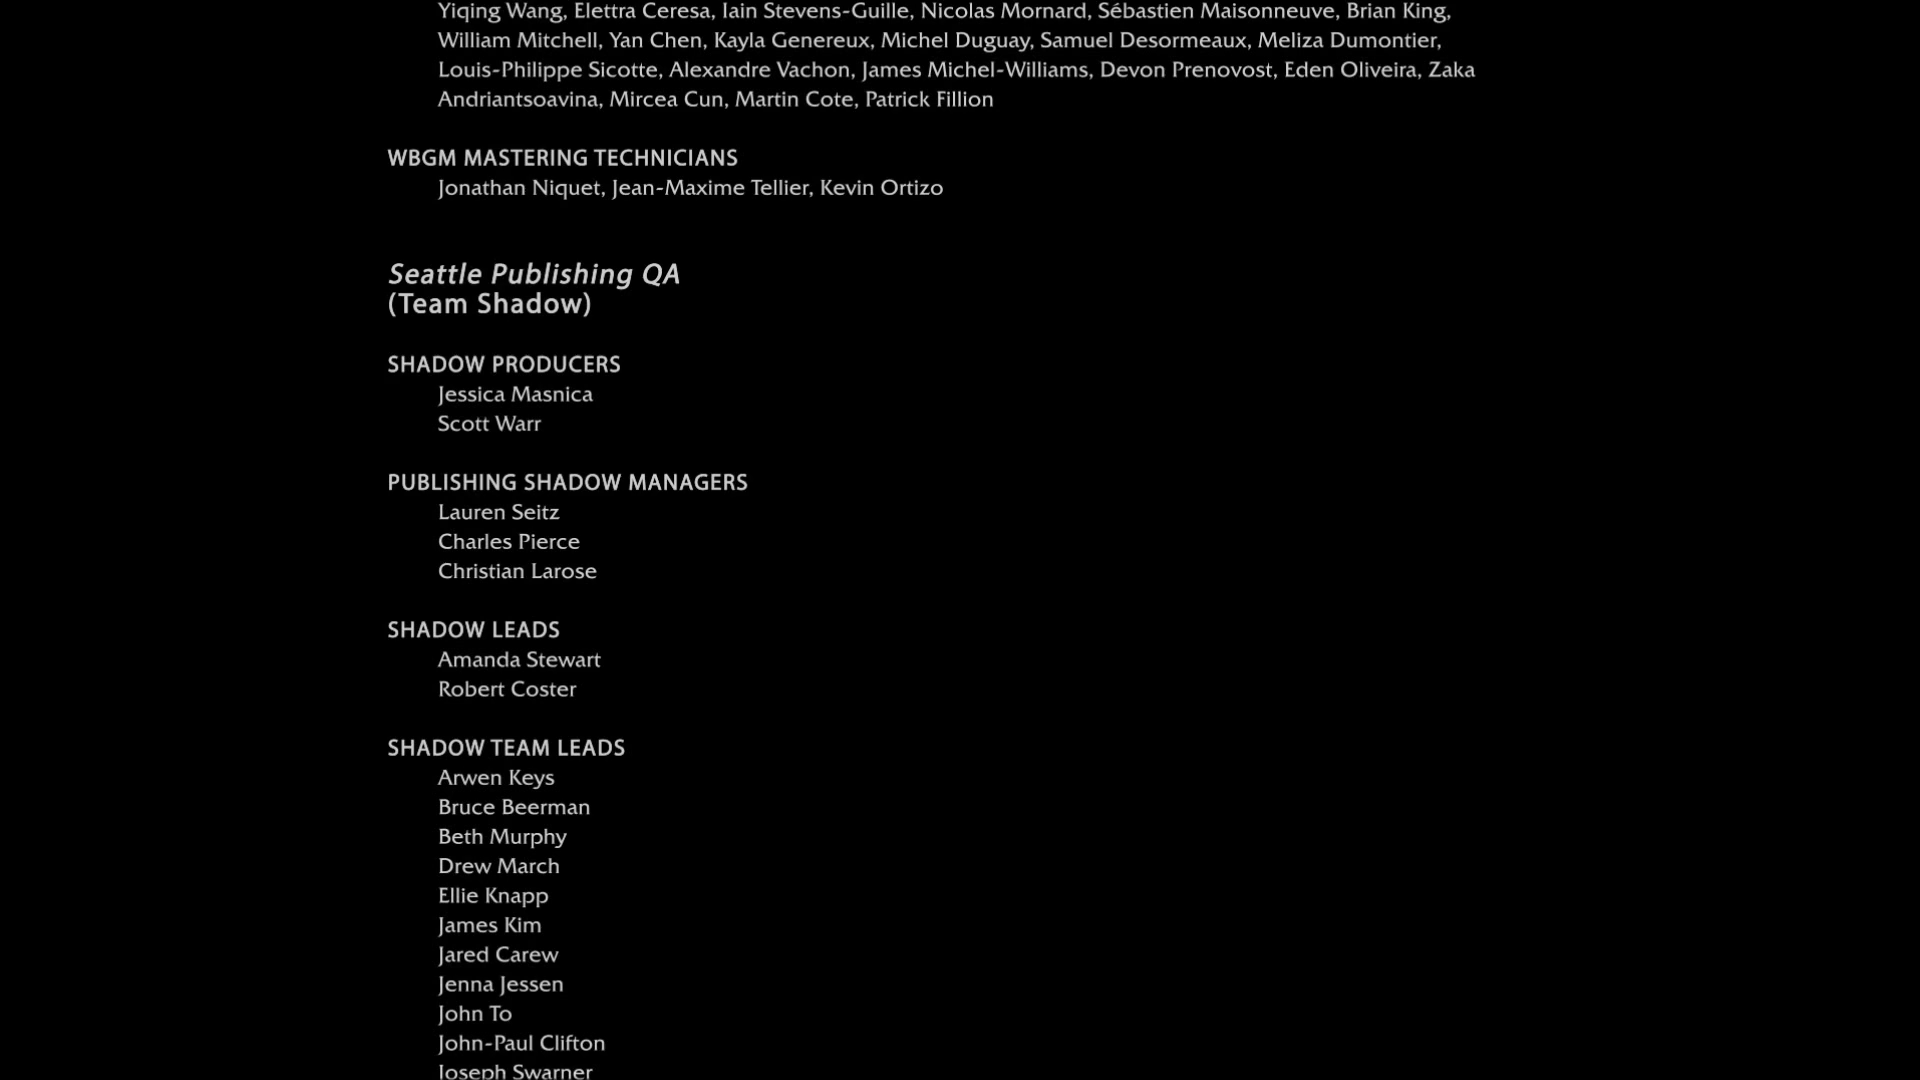 Yiqing Wang, Elettra Ceresa, Iain Stevens-Guille, Nicolas Mornard, Sébastien Maisonneuve, Brian King,
William Mitchell, Yan Chen, Kayla Genereux, Michel Duguay, Samuel Desormeaux, Meliza Dumontier,
Louis-Philippe Sicotte, Alexandre Vachon, James Michel-Williams, Devon Prenovost, Eden Oliveira, Zaka
Andriantsoavina, Mircea Cun, Martin Cote, Patrick Fillion
WBGM MASTERING TECHNICIANS
Jonathan Niquet, Jean-Maxime Tellier, Kevin Ortizo
Seattle Publishing QA
(Team Shadow)
SHADOW PRODUCERS
Jessica Masnica
Scott Warr
PUBLISHING SHADOW MANAGERS
Lauren Seitz
Charles Pierce
Christian Larose
SHADOW LEADS
Amanda Stewart
Robert Coster
SHADOW TEAM LEADS
Arwen Keys
Bruce Beerman
Beth Murphy
Drew March
Ellie Knapp
James Kim
Jared Carew
Jenna Jessen
John To
John-Paul Clifton
Joseph Swarner